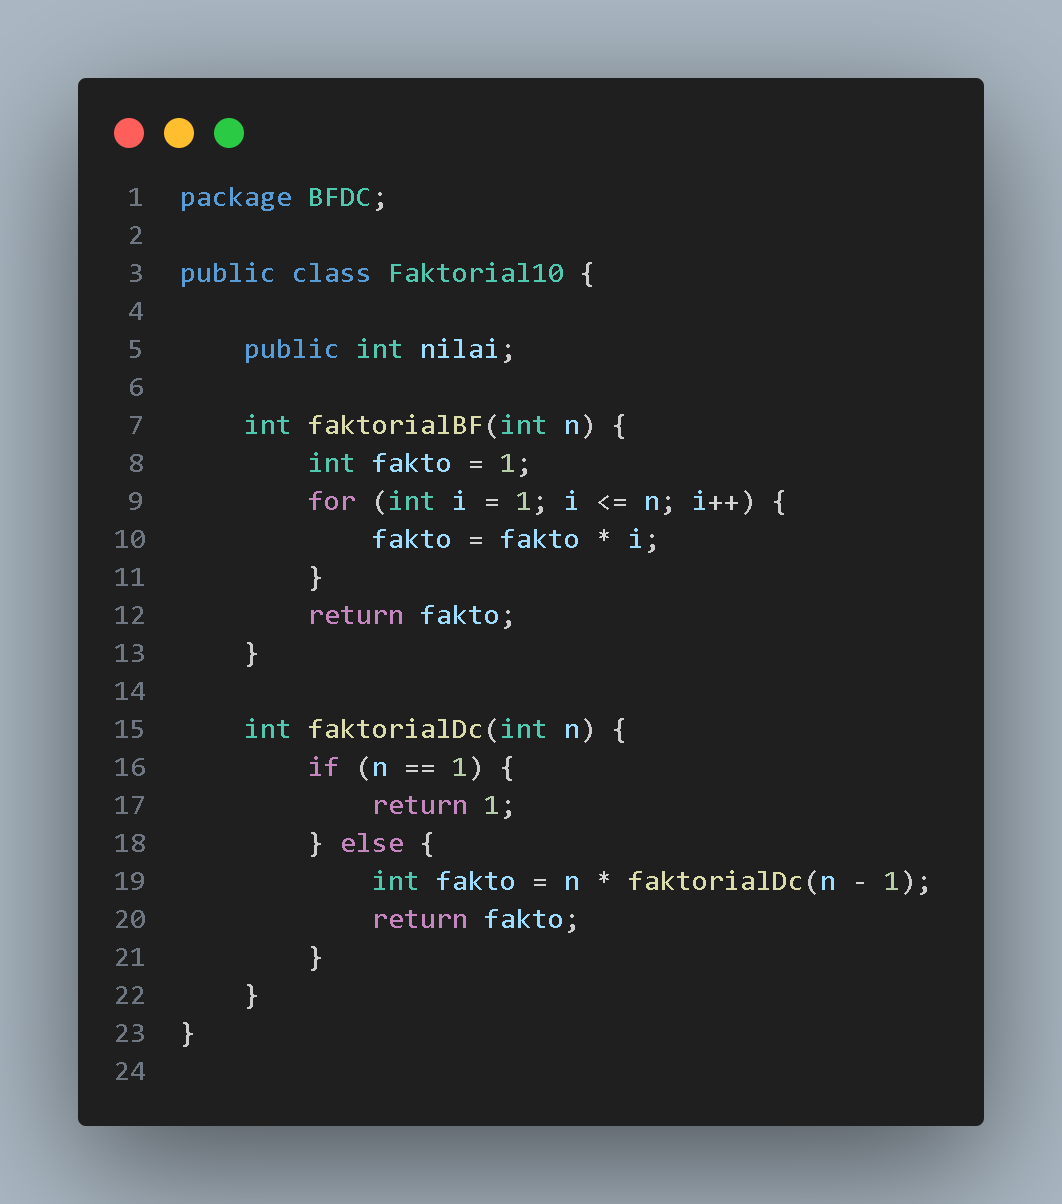 1 package BFDC;
2
3 public class Faktorial10 {
4
5     public int nilai;
6
7     int faktorialBF(int n) {
8         int fakto = 1;
9         for (int i = 1; i <= n; i++) {
10             fakto = fakto * i;
11         }
12         return fakto;
13     }
14
15     int faktorialDc(int n) {
16         if (n == 1) {
17             return 1;
18         } else {
19             int fakto = n * faktorialDc(n - 1);
20             return fakto;
21         }
22     }
23 }
24